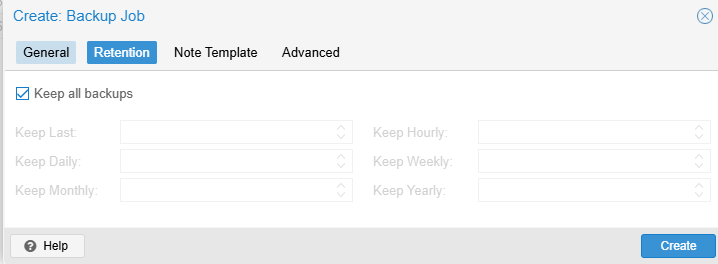 Create: Backup Job
General Retention Note Template Advanced
Keep all backups
Keep Last: Keep Hourly:
Keep Daily: Keep Weekly:
Keep Monthly: Keep Yearly:
Help Create